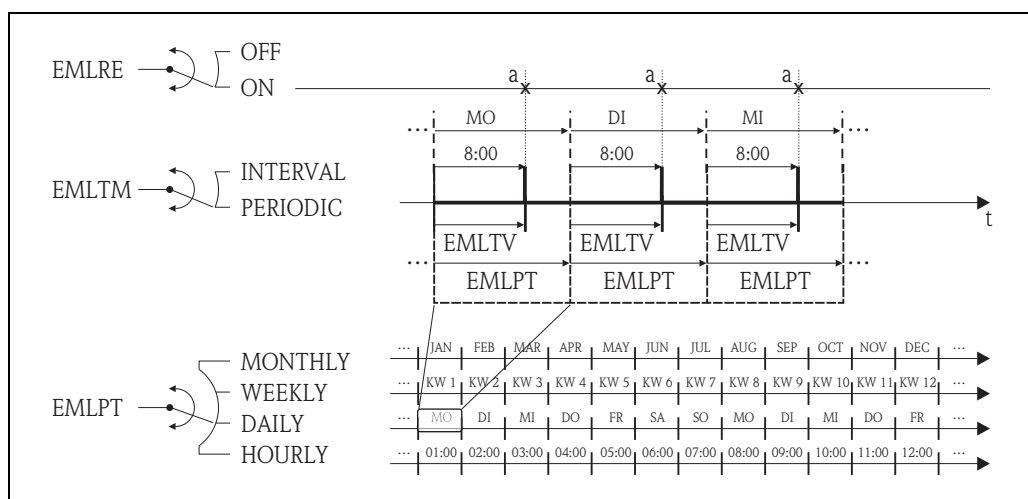 EMLRE
OFF
ON
a a a
... MO DI MI ...
8:00 8:00 8:00
EMLTM
INTERVAL
PERIODIC
t
EMLTV EMLTV EMLTV
... EMLPT EMLPT EMLPT ...
EMLPT
MONTHLY
WEEKLY
DAILY
HOURLY
... JAN FEB MAR APR MAY JUN JUL AUG SEP OCT NOV DEC ...
... KW 1 KW 2 KW 3 KW 4 KW 5 KW 6 KW 7 KW 8 KW 9 KW 10 KW 11 KW 12 ...
... MO DI MI DO FR SA SO MO DI MI DO FR ...
... 01:00 02:00 03:00 04:00 05:00 06:00 07:00 08:00 09:00 10:00 11:00 12:00 ...